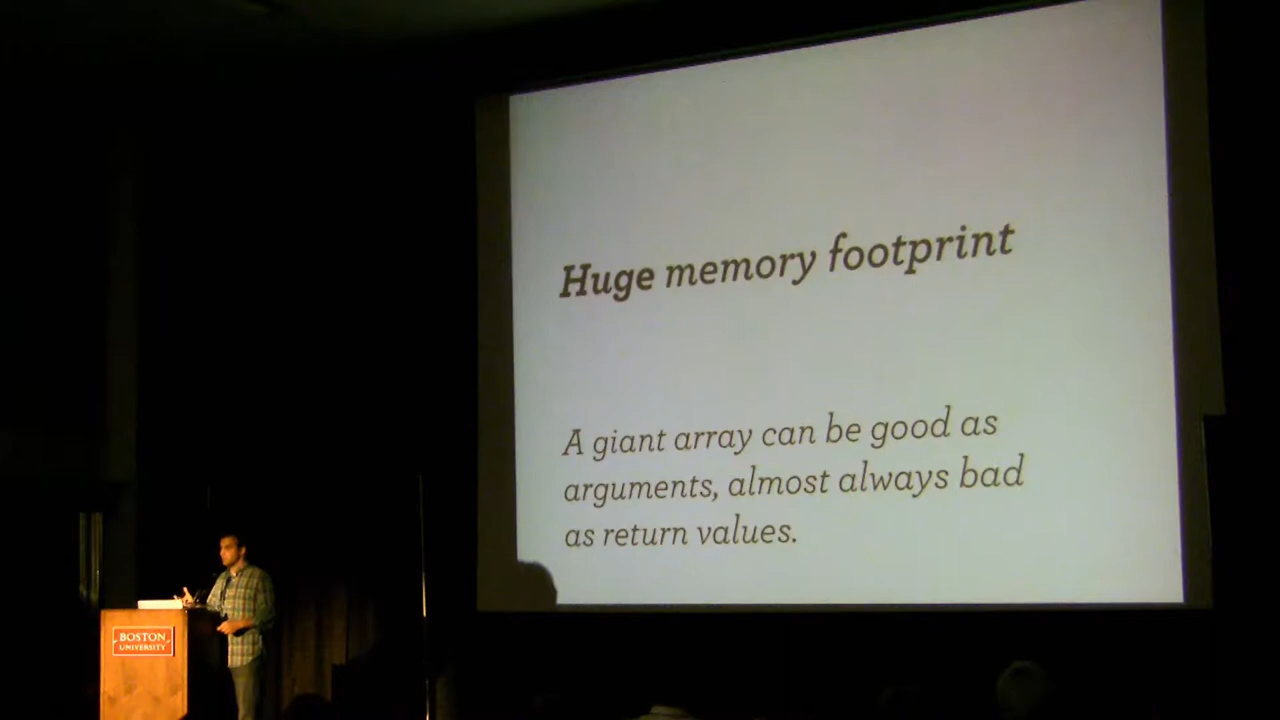 Huge memory footprint
A giant array can be good as
arguments, almost always bad
as return values.
BOSTON
UNIVERSITY